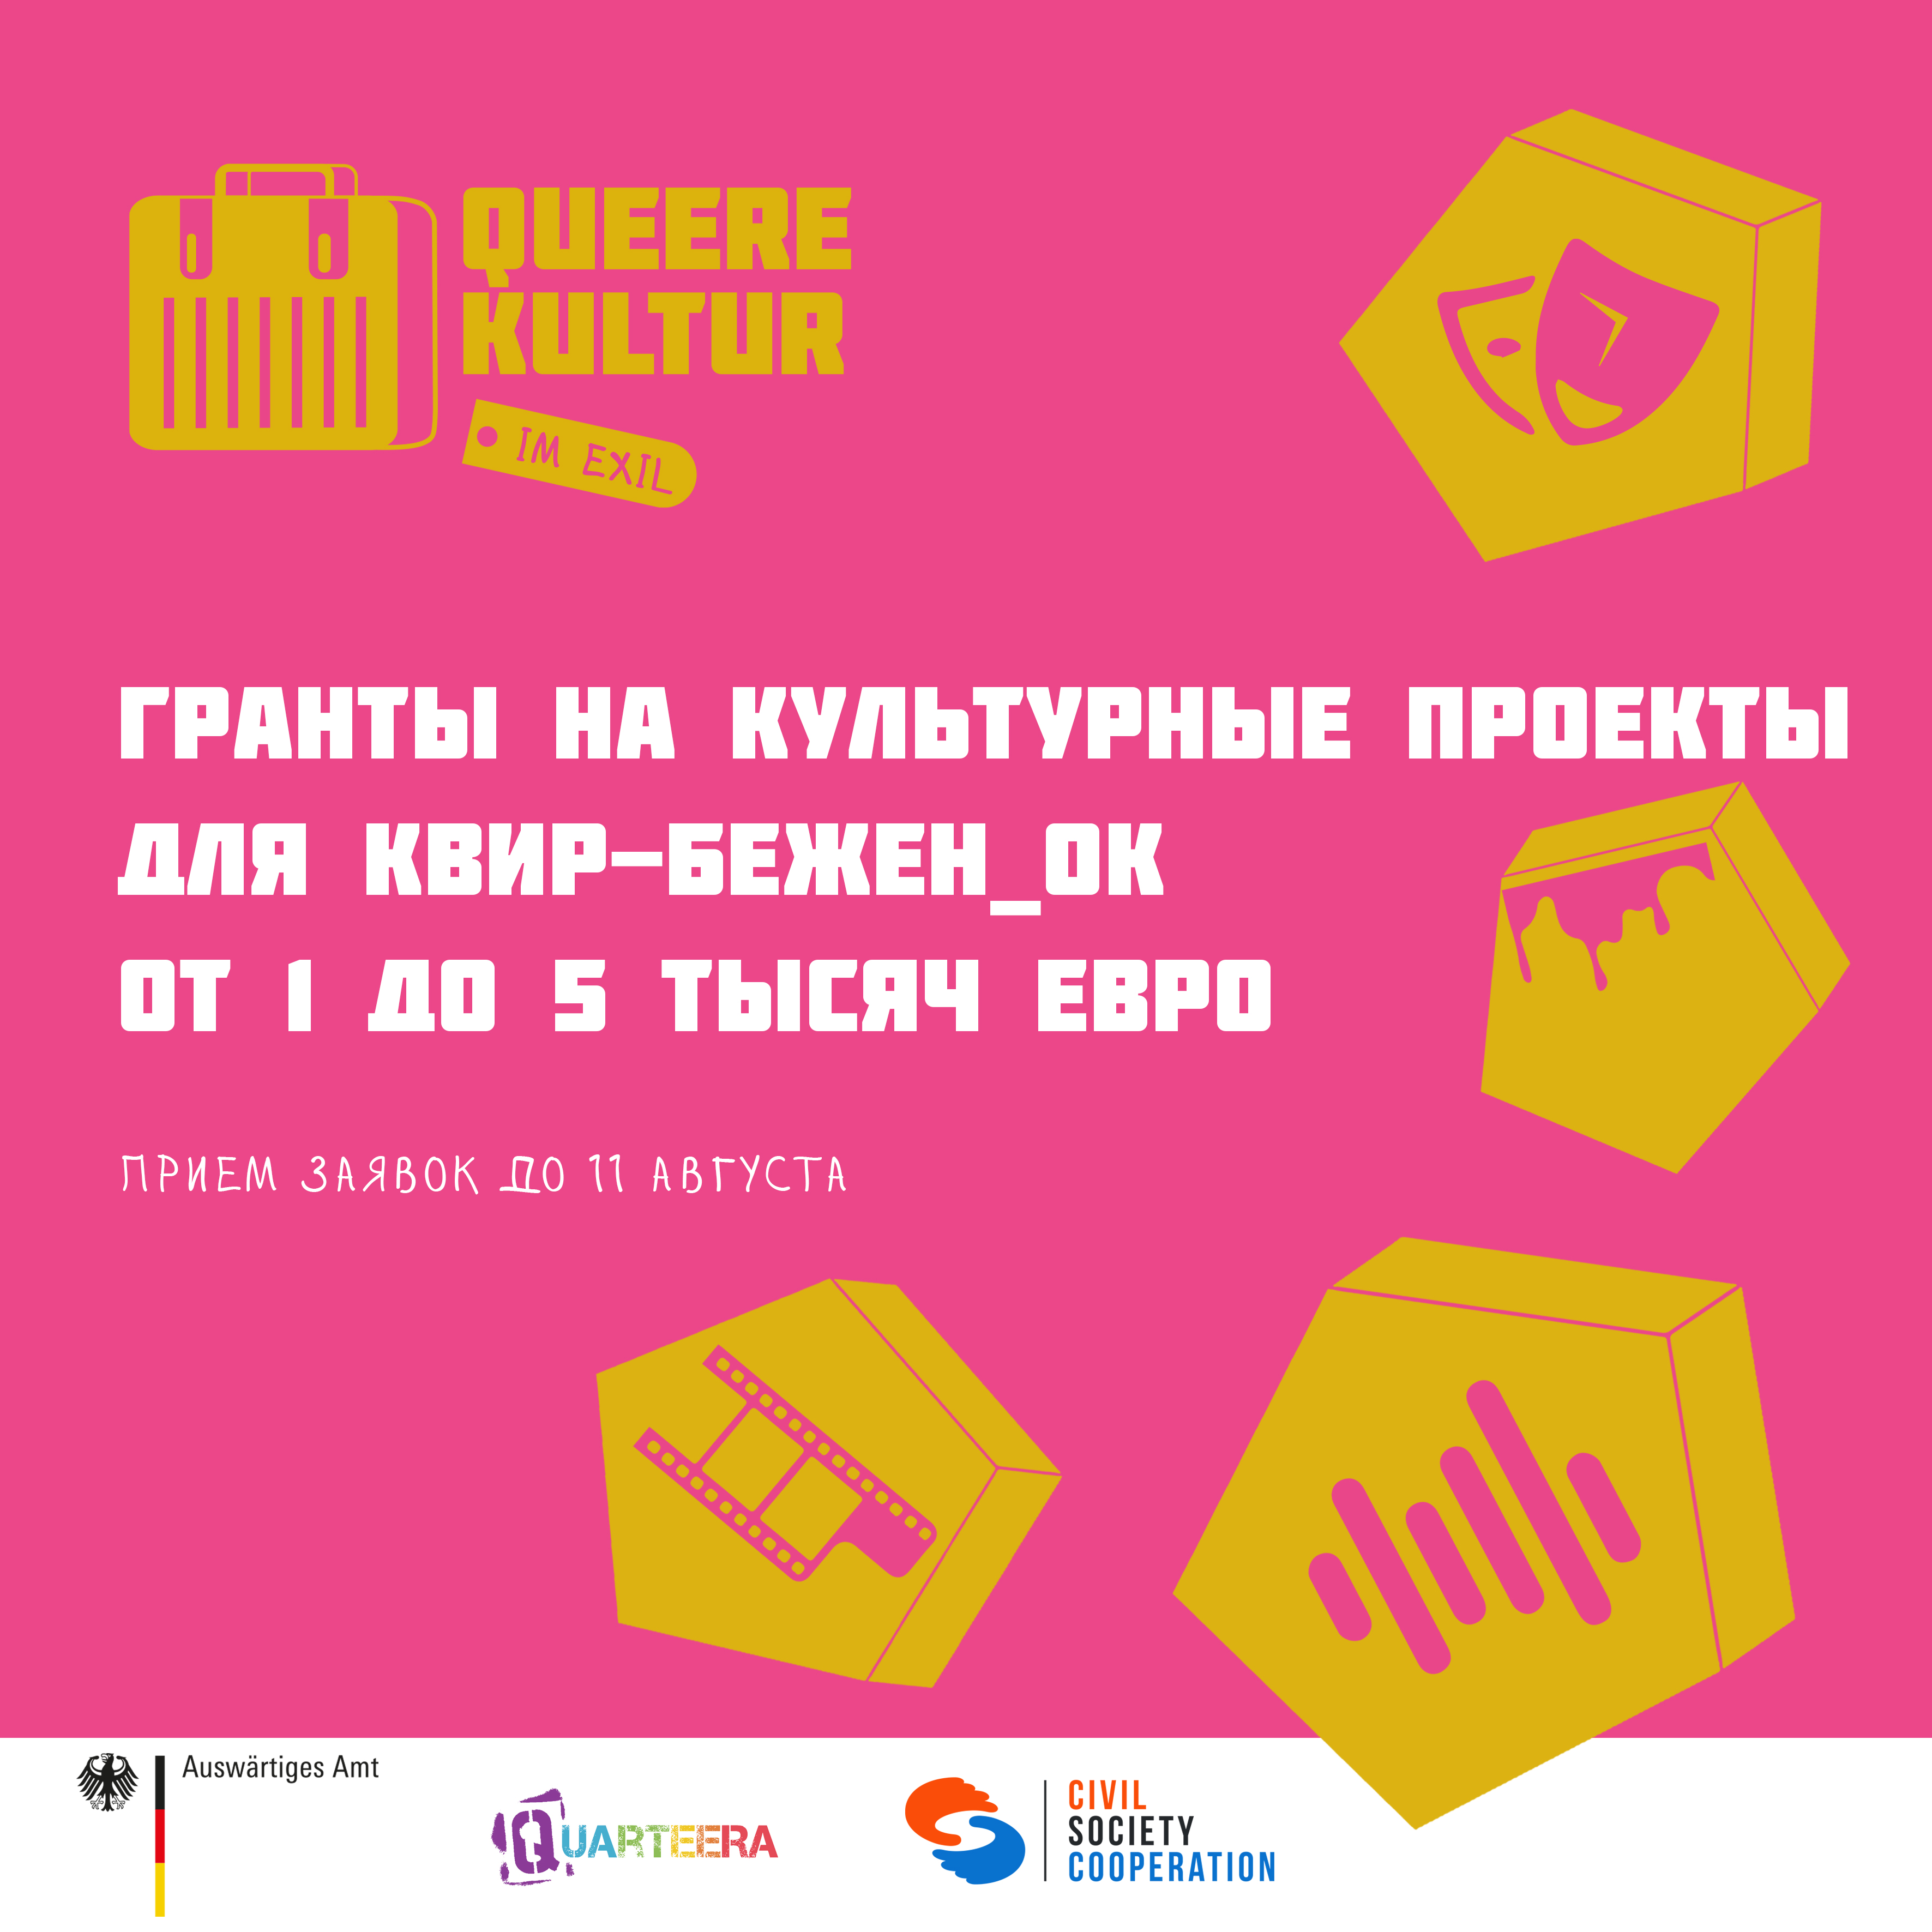 QUEERE
KULTUR
IM EXIL
ГРАНТЫ НА КУЛЬТУРНЫЕ ПРОЕКТЫ
ДЛЯ КВИР-БЕЖЕН_ОК
ОТ 1 ДО 5 ТЫСЯЧ ЕВРО
ПРИЕМ ЗАЯВОК ДО 11 АВГУСТА
Auswärtiges Amt
QUARTEERA
CIVIL
SOCIETY
COOPERATION